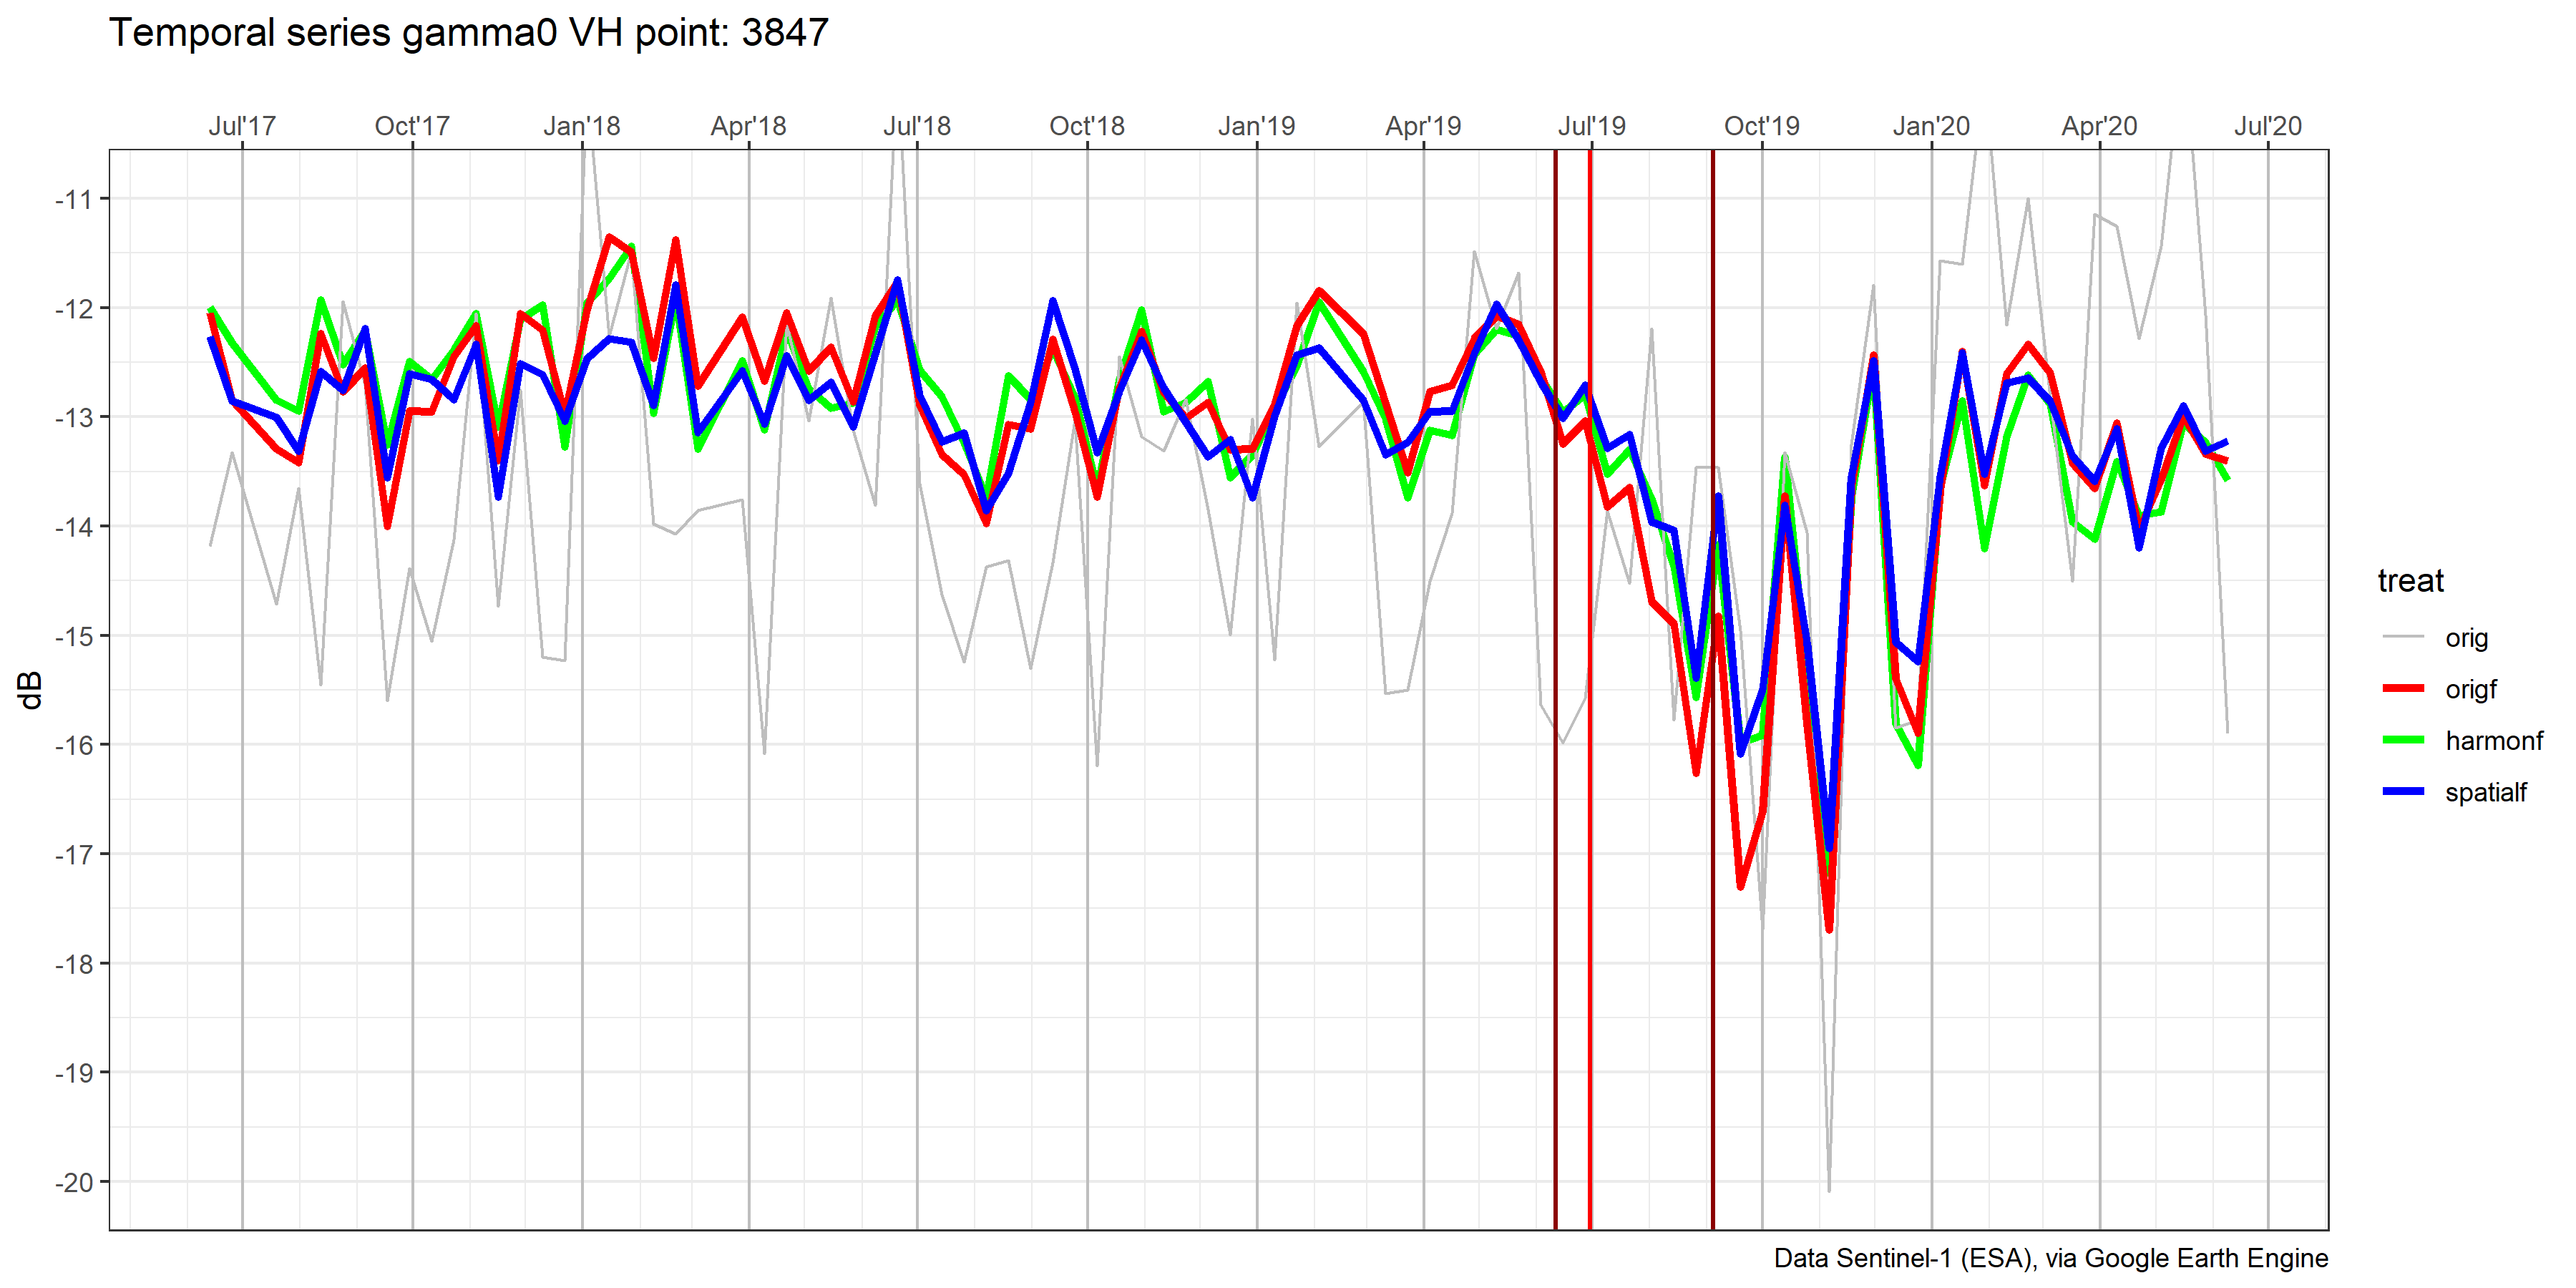 Temporal series gamma0 VH point: 3847
Jul'17 Oct'17 Jan'18 Apr'18 Jul'18 Oct'18 Jan'19 Apr'19 Jul'19 Oct'19 Jan'20 Apr'20 Jul'20
-11
-12
-13
-14
-15
-16
-17
-18
-19
-20
dB
treat
orig
origf
harmonf
spatialf
Data Sentinel-1 (ESA), via Google Earth Engine